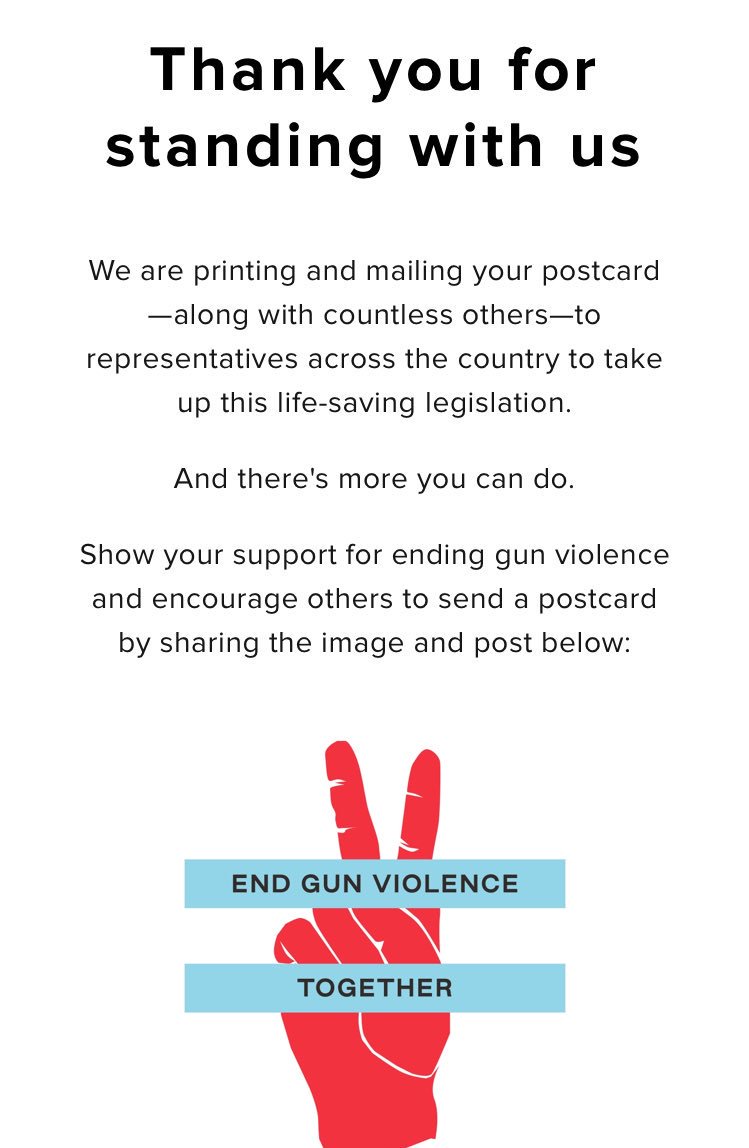 Thank you for
standing with us
We are printing and mailing your postcard
—along with countless others—to
representatives across the country to take
up this life-saving legislation.
And there's more you can do.
Show your support for ending gun violence
and encourage others to send a postcard
by sharing the image and post below:
END GUN VIOLENCE
TOGETHER